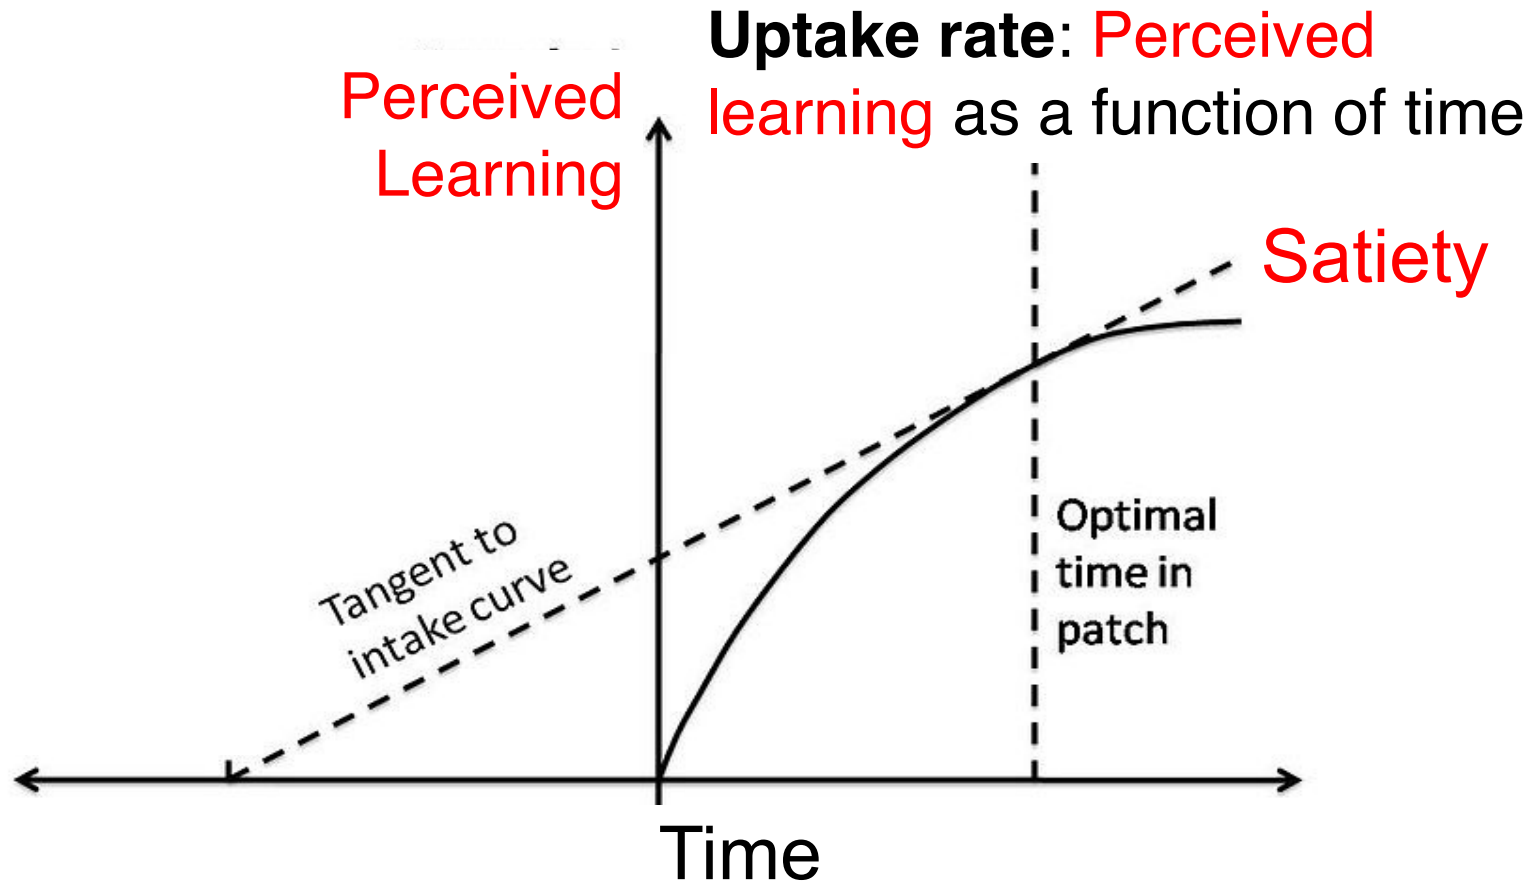 Uptake rate: Perceived
learning as a function of time
Perceived
Learning
Satiety
Tangent to
intake curve
Optimal
time in
patch
Time